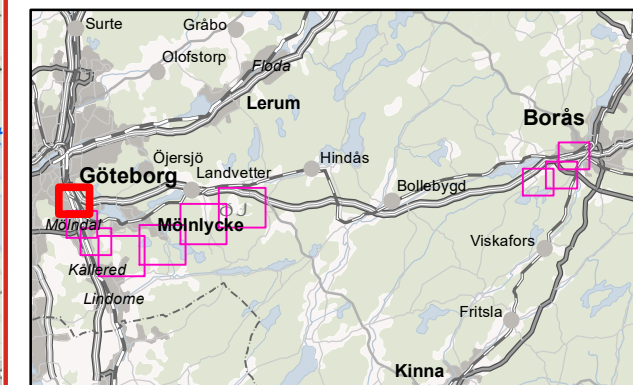 Surte
Gråbo
Olofstorp
Floda
Lerum
Borås
Öjersjö
Hindås
Göteborg
Landvetter
Bollebygd
Mölndal
Mölnlycke
Kållered
Viskafors
Lindome
Fritsla
Kinna